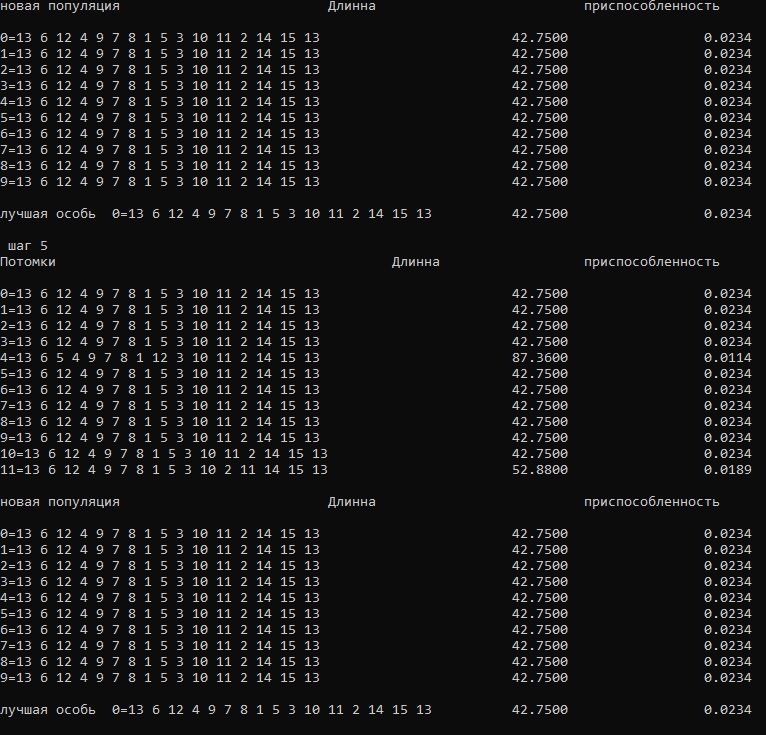 новая популяция Длинна приспособленность
0=13 6 12 4 9 7 8 1 5 3 10 11 2 14 15 13 42.7500 0.0234
1=13 6 12 4 9 7 8 1 5 3 10 11 2 14 15 13 42.7500 0.0234
2=13 6 12 4 9 7 8 1 5 3 10 11 2 14 15 13 42.7500 0.0234
3=13 6 12 4 9 7 8 1 5 3 10 11 2 14 15 13 42.7500 0.0234
4=13 6 12 4 9 7 8 1 5 3 10 11 2 14 15 13 42.7500 0.0234
5=13 6 12 4 9 7 8 1 5 3 10 11 2 14 15 13 42.7500 0.0234
6=13 6 12 4 9 7 8 1 5 3 10 11 2 14 15 13 42.7500 0.0234
7=13 6 12 4 9 7 8 1 5 3 10 11 2 14 15 13 42.7500 0.0234
8=13 6 12 4 9 7 8 1 5 3 10 11 2 14 15 13 42.7500 0.0234
9=13 6 12 4 9 7 8 1 5 3 10 11 2 14 15 13 42.7500 0.0234
лучшая особь 0=13 6 12 4 9 7 8 1 5 3 10 11 2 14 15 13 42.7500 0.0234
шаг 5
Потомки Длинна приспособленность
0=13 6 12 4 9 7 8 1 5 3 10 11 2 14 15 13 42.7500 0.0234
1=13 6 12 4 9 7 8 1 5 3 10 11 2 14 15 13 42.7500 0.0234
2=13 6 12 4 9 7 8 1 5 3 10 11 2 14 15 13 42.7500 0.0234
3=13 6 12 4 9 7 8 1 5 3 10 11 2 14 15 13 42.7500 0.0234
4=13 6 5 4 9 7 8 1 12 3 10 11 2 14 15 13 87.3600 0.0114
5=13 6 12 4 9 7 8 1 5 3 10 11 2 14 15 13 42.7500 0.0234
6=13 6 12 4 9 7 8 1 5 3 10 11 2 14 15 13 42.7500 0.0234
7=13 6 12 4 9 7 8 1 5 3 10 11 2 14 15 13 42.7500 0.0234
8=13 6 12 4 9 7 8 1 5 3 10 11 2 14 15 13 42.7500 0.0234
9=13 6 12 4 9 7 8 1 5 3 10 11 2 14 15 13 42.7500 0.0234
10=13 6 12 4 9 7 8 1 5 3 10 11 2 14 15 13 42.7500 0.0234
11=13 6 12 4 9 7 8 1 5 3 10 2 11 14 15 13 52.8800 0.0189
новая популяция Длинна приспособленность
0=13 6 12 4 9 7 8 1 5 3 10 11 2 14 15 13 42.7500 0.0234
1=13 6 12 4 9 7 8 1 5 3 10 11 2 14 15 13 42.7500 0.0234
2=13 6 12 4 9 7 8 1 5 3 10 11 2 14 15 13 42.7500 0.0234
3=13 6 12 4 9 7 8 1 5 3 10 11 2 14 15 13 42.7500 0.0234
4=13 6 12 4 9 7 8 1 5 3 10 11 2 14 15 13 42.7500 0.0234
5=13 6 12 4 9 7 8 1 5 3 10 11 2 14 15 13 42.7500 0.0234
6=13 6 12 4 9 7 8 1 5 3 10 11 2 14 15 13 42.7500 0.0234
7=13 6 12 4 9 7 8 1 5 3 10 11 2 14 15 13 42.7500 0.0234
8=13 6 12 4 9 7 8 1 5 3 10 11 2 14 15 13 42.7500 0.0234
9=13 6 12 4 9 7 8 1 5 3 10 11 2 14 15 13 42.7500 0.0234
лучшая особь 0=13 6 12 4 9 7 8 1 5 3 10 11 2 14 15 13 42.7500 0.0234